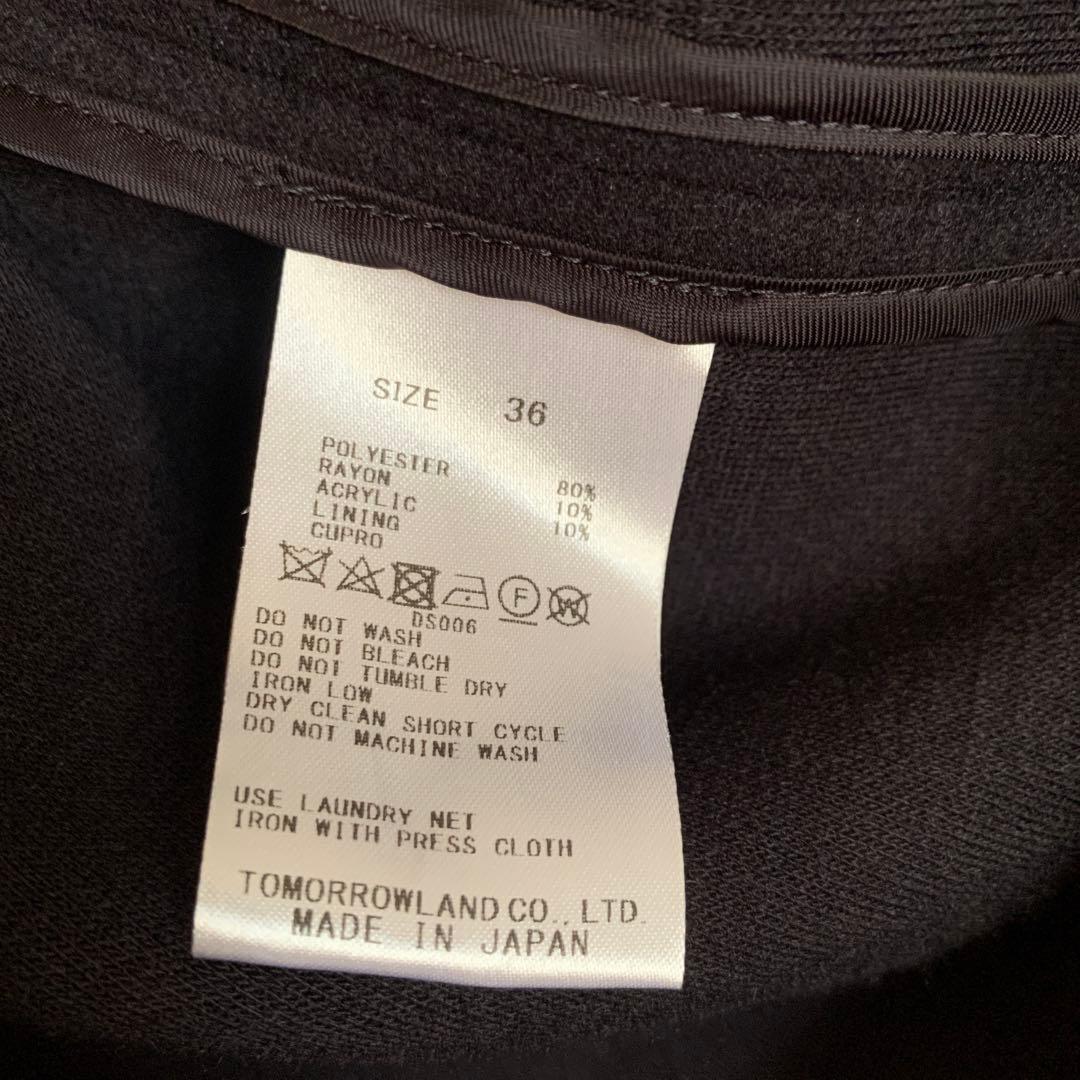 SIZE 36
POLYESTER 80%
RAYON 10%
ACRYLIC 10%
LINING
CUPRO
F W
DS006
DO NOT WASH
DO NOT BLEACH
DO NOT TUMBLE DRY
IRON LOW
DRY CLEAN SHORT CYCLE
DO NOT MACHINE WASH
USE LAUNDRY NET
IRON WITH PRESS CLOTH
TOMORROWLAND CO., LTD.
MADE IN JAPAN